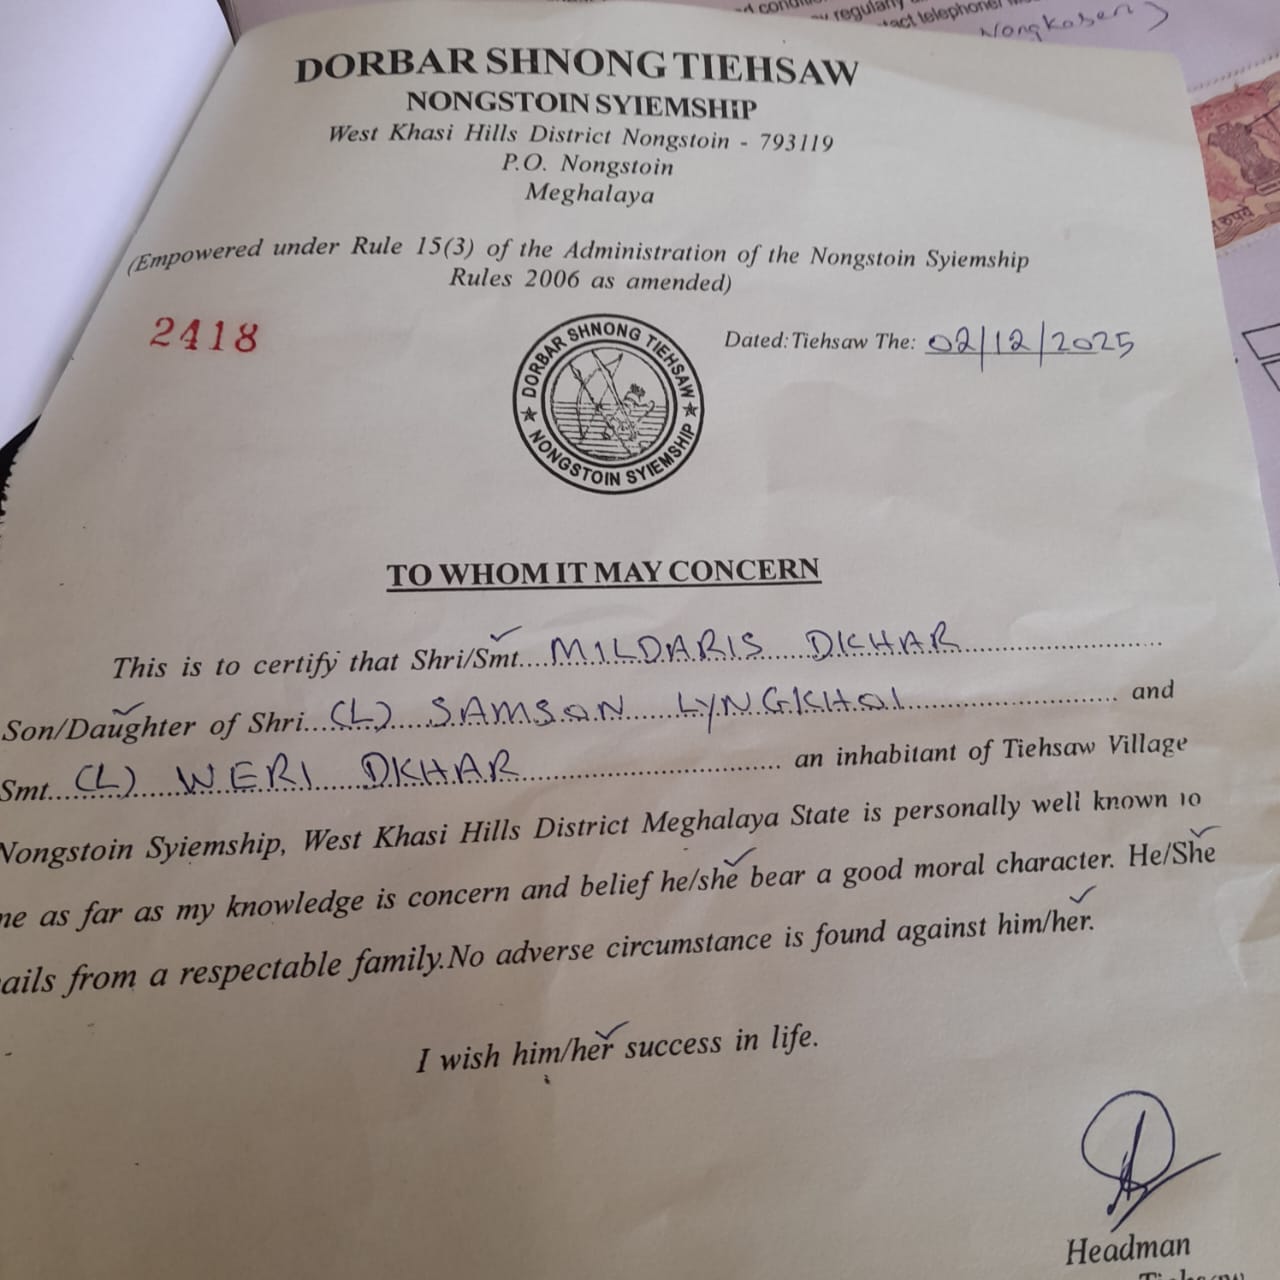 regularly
tact telephone
Nongkasen
DORBAR SHNONG TIEHSAW
NONGSTOIN SYIEMSHIP
West Khasi Hills District Nongstoin - 793119
P.O. Nongstoin
Meghalaya
(Empowered under Rule 15(3) of the Administration of the Nongstoin Syiemship
Rules 2006 as amended)
2418
DORBAR SHNONG TIEHSAW
NONGSTOIN SYIEMSHIP
Dated: Tiehsaw The: 02/12/2025
TO WHOM IT MAY CONCERN
This is to certify that Shri/Smt....MILDARIS DKHAR
Son/Daughter of Shri...(L) SAMSON LYNGKHOI and
Smt...(L) WERI DKHAR an inhabitant of Tiehsaw Village
Nongstoin Syiemship, West Khasi Hills District Meghalaya State is personally well known to
me as far as my knowledge is concern and belief he/she bear a good moral character. He/She
ails from a respectable family.No adverse circumstance is found against him/her.
I wish him/her success in life.
Headman